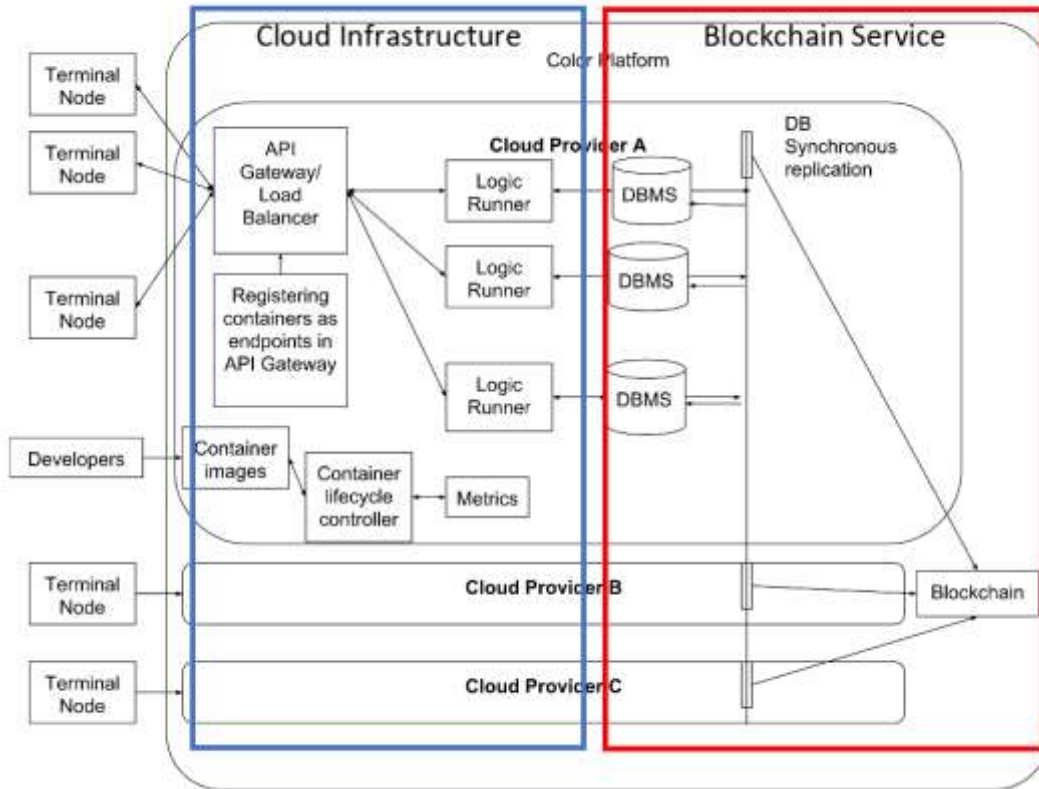 Cloud Infrastructure
Blockchain Service
Color Platform
Terminal
Node
Terminal
Node
Terminal
Node
API
Gateway/
Load
Balancer
Cloud Provider A
Logic
Runner
DBMS
DB
Synchronous
replication
Logic
Runner
DBMS
Registering
containers as
endpoints in
API Gateway
Logic
Runner
DBMS
Developers
Container
images
Container
lifecycle
controller
Metrics
Terminal
Node
Cloud Provider B
Blockchain
Terminal
Node
Cloud Provider C